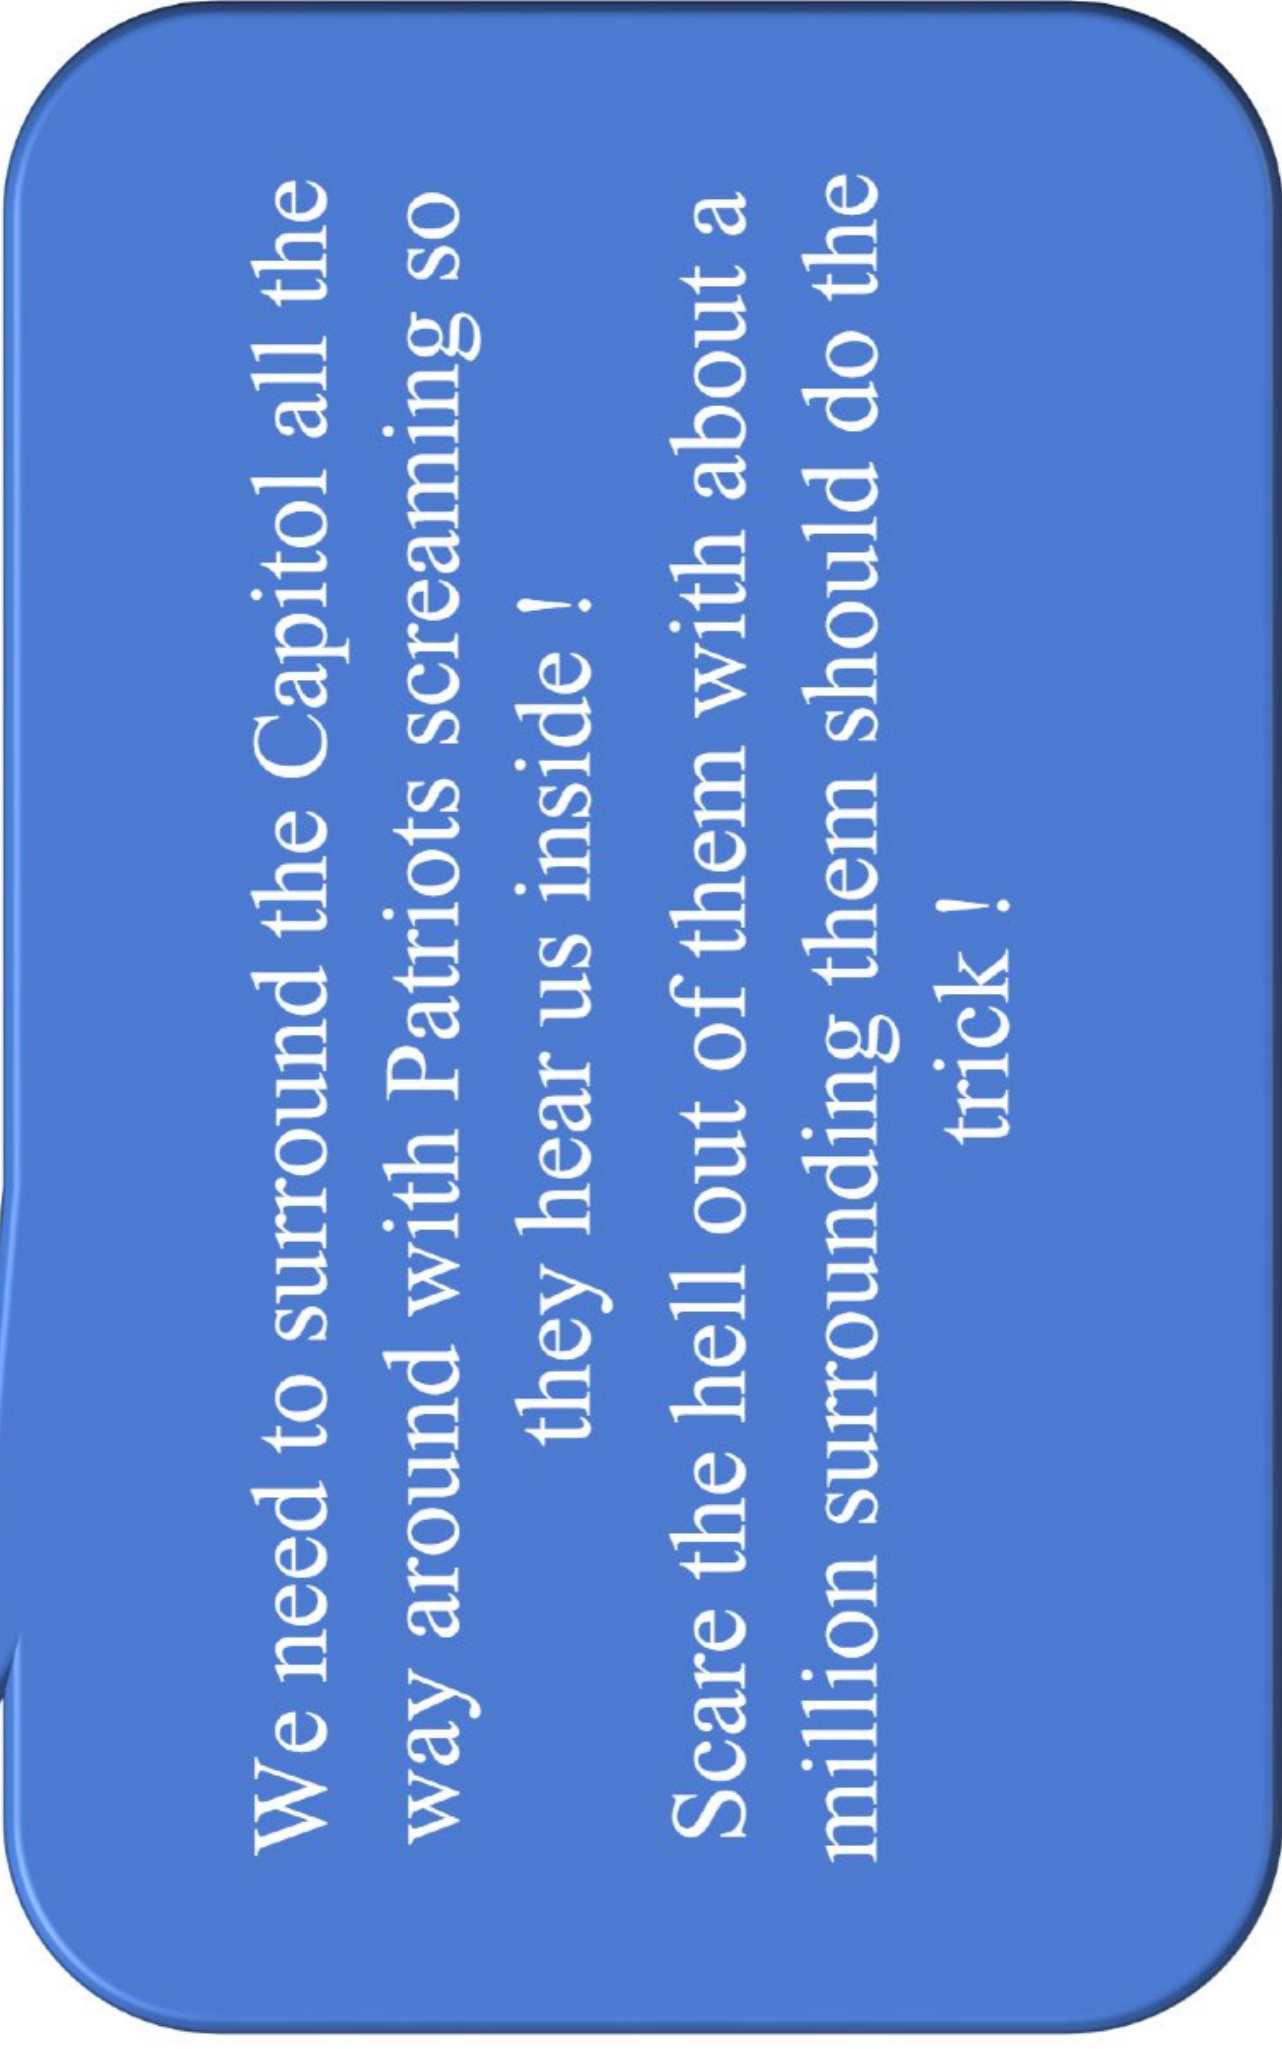 We need to surround the Capitol all the
way around with Patriots screaming so
they hear us inside !
Scare the hell out of them with about a
million surrounding them should do the
trick !